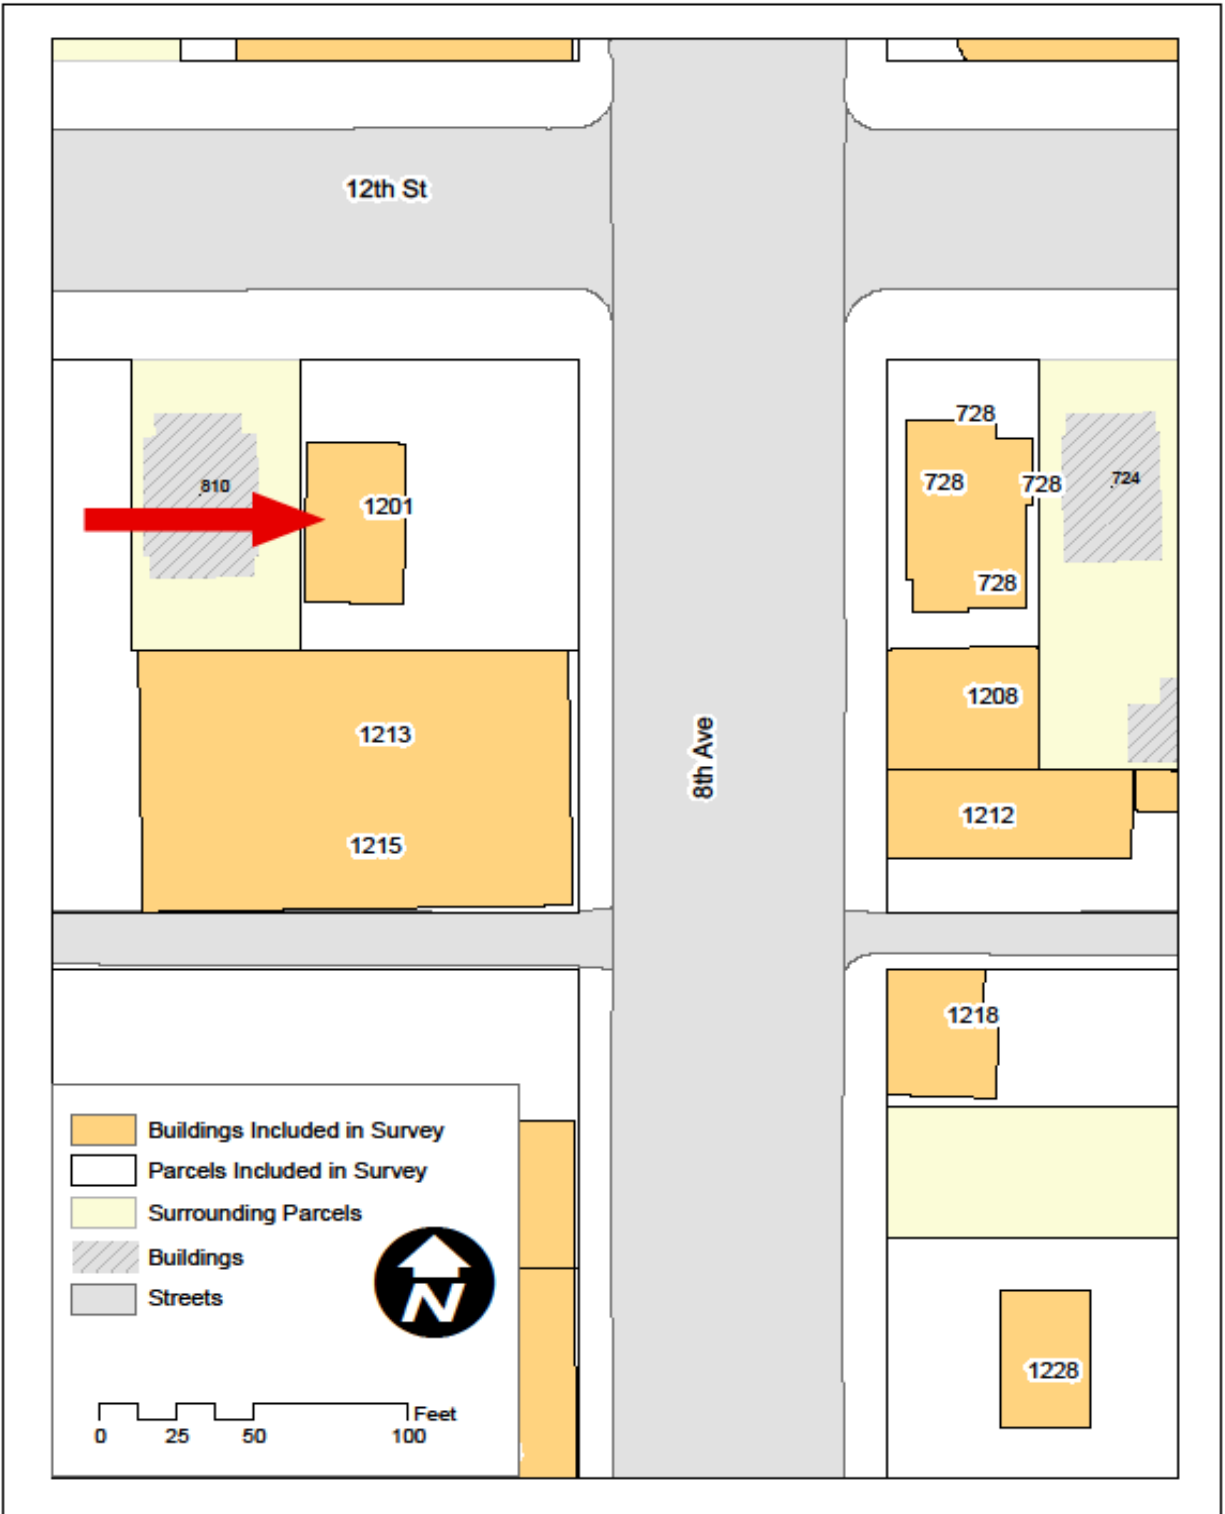 12th St
728
810
728
728
724
1201
728
1208
1213
8th Ave
1212
1215
1218
Buildings Included in Survey
Parcels Included in Survey
Surrounding Parcels
Buildings
Streets
N
1228
Feet
0 25 50 100